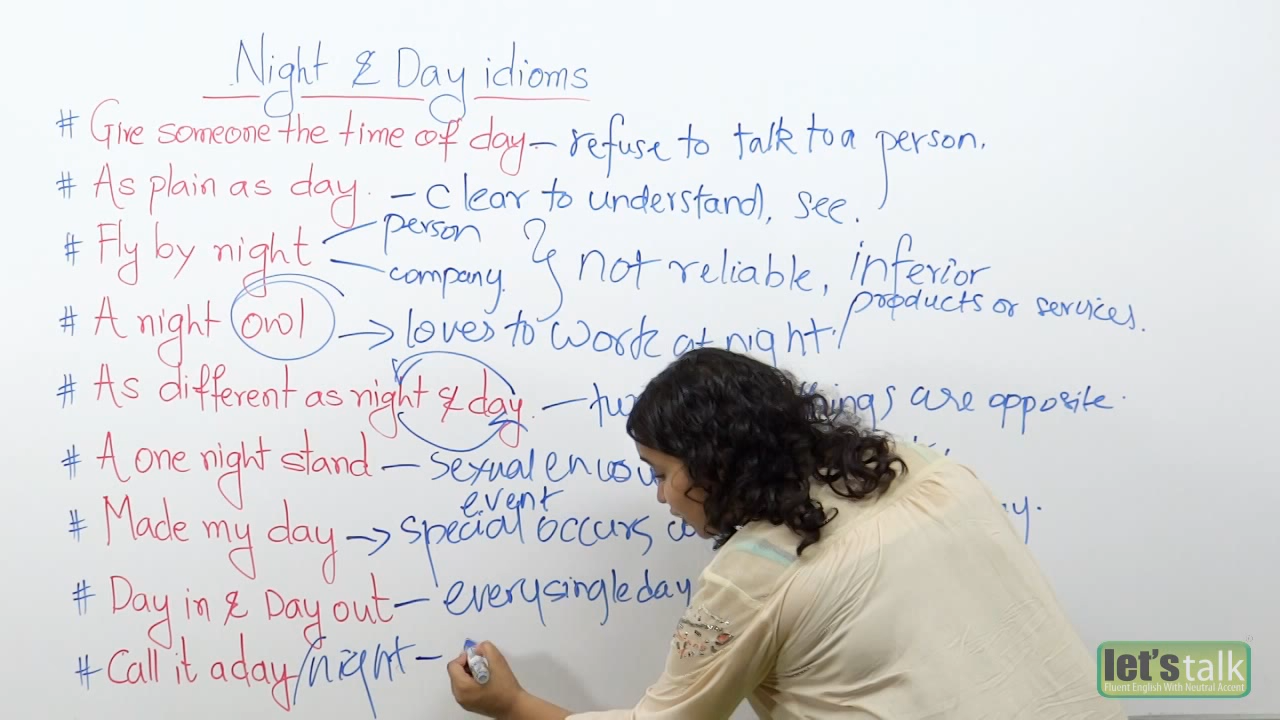 Night & Day idioms
# Give someone the time of day – refuse to talk to a person.
# As plain as day. – clear to understand, see.
# Fly by night person company. not reliable, inferior products or services.
# A night owl → loves to work at night.
# As different as night & day. – things are opposite.
# A one night stand – sexual
# Made my day → special event occurs
# Day in & Day out – every single day
# Call it a day/night –
let's talk
Fluent English With Neutral Accent